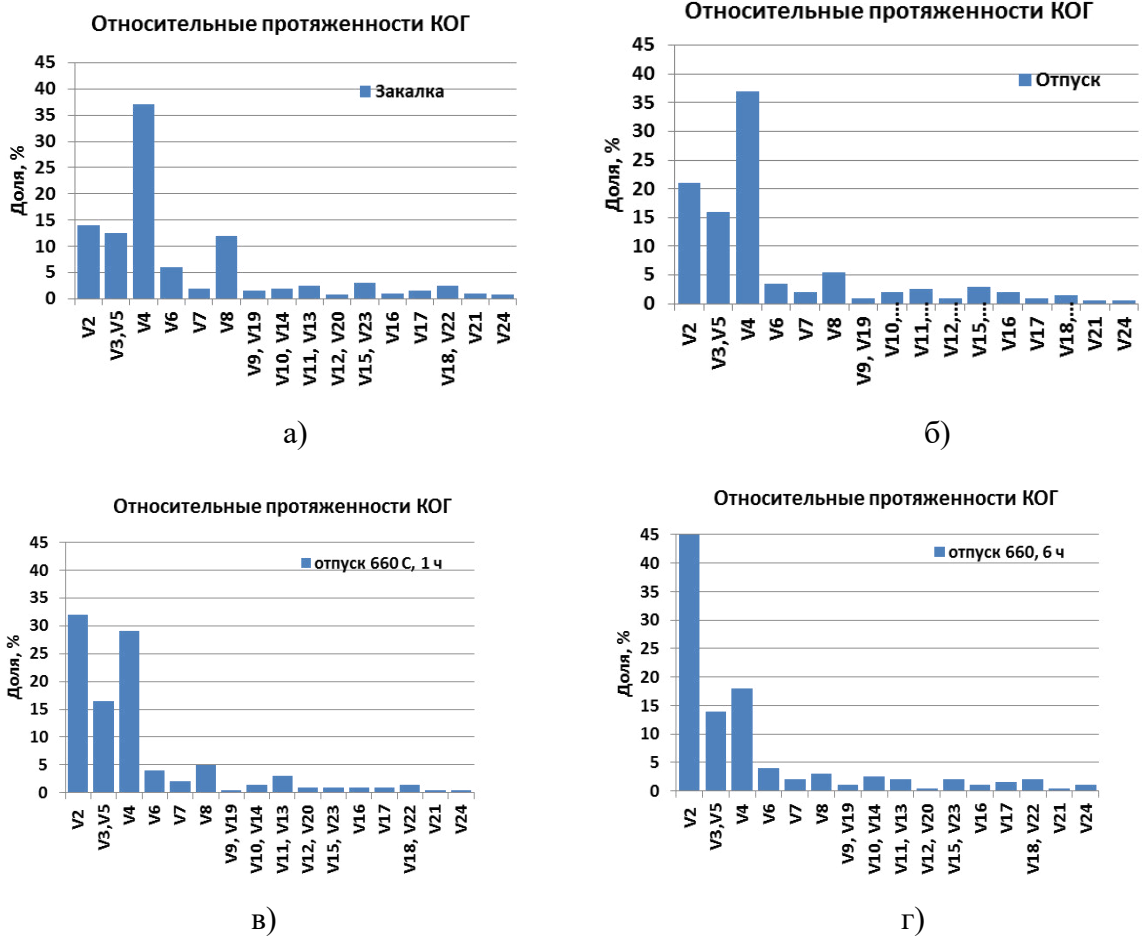 Относительные протяженности КОГ
Закалка
Доля, %
45
40
35
30
25
20
15
10
5
0
V2
V3,V5
V4
V6
V7
V8
V9, V19
V10, V14
V11, V13
V12, V20
V15, V23
V16
V17
V18, V22
V21
V24
а)
Относительные протяженности КОГ
Отпуск
Доля, %
45
40
35
30
25
20
15
10
5
0
V2
V3,V5
V4
V6
V7
V8
V9, V19
V10,...
V11,...
V12,...
V15,...
V16
V17
V18,...
V21
V24
б)
Относительные протяженности КОГ
отпуск 660 С, 1 ч
Доля, %
45
40
35
30
25
20
15
10
5
0
V2
V3,V5
V4
V6
V7
V8
V9, V19
V10, V14
V11, V13
V12, V20
V15, V23
V16
V17
V18, V22
V21
V24
в)
Относительные протяженности КОГ
отпуск 660, 6 ч
Доля, %
45
40
35
30
25
20
15
10
5
0
V2
V3,V5
V4
V6
V7
V8
V9, V19
V10, V14
V11, V13
V12, V20
V15, V23
V16
V17
V18, V22
V21
V24
г)